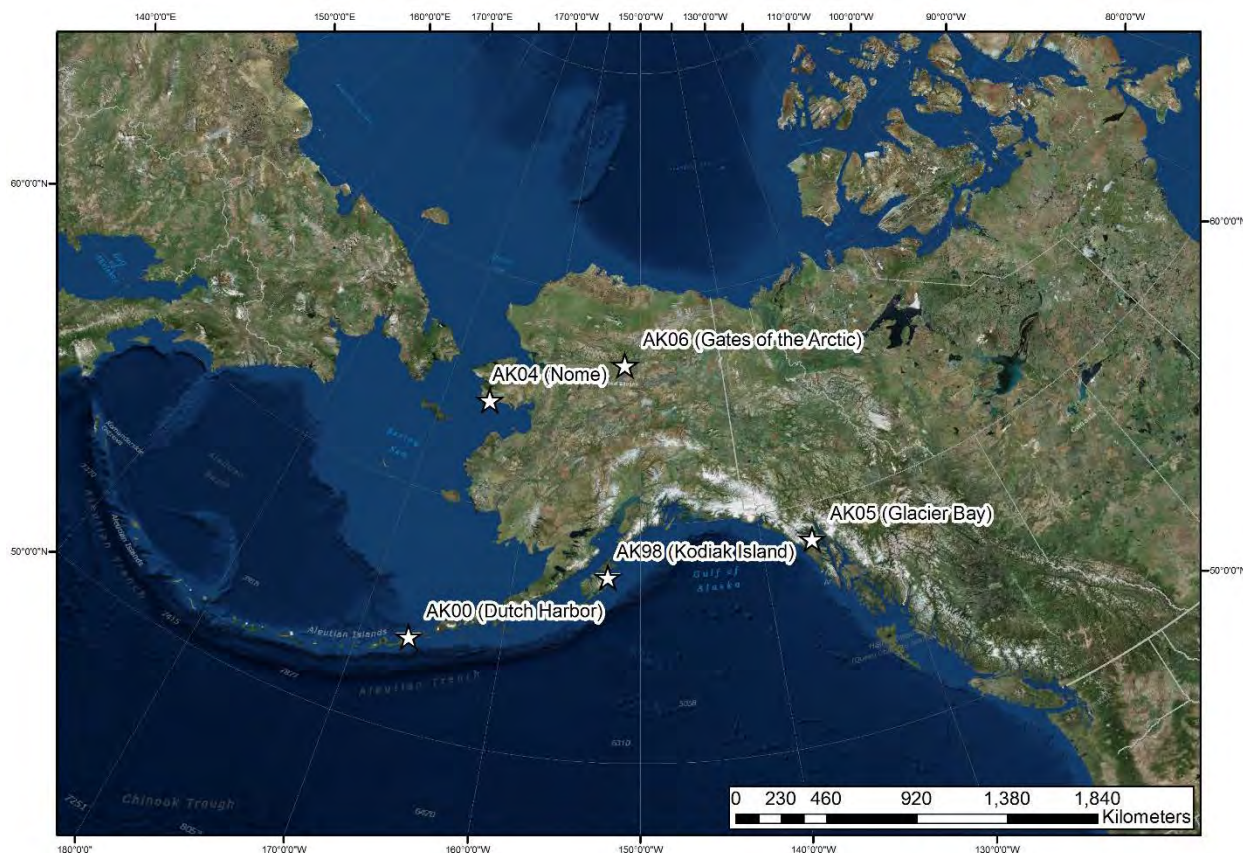 140°0'0"E 150°0'0"E 160°0'0"E 170°0'0"E 170°0'0"W 150°0'0"W 130°0'0"W 110°0'0"W 100°0'0"W 90°0'0"W 80°0'0"W
60°0'0"N
60°0'0"N
AK06 (Gates of the Arctic)
AK04 (Nome)
Bering
Sea
AK05 (Glacier Bay)
50°0'0"N
AK98 (Kodiak Island)
50°0'0"N
Gulf of
Alaska
AK00 (Dutch Harbor)
Aleutian Islands
Aleutian Islands
Aleutian Trench
Aleutian Trench
Chinook Trough
7251
0 230 460 920 1,380 1,840
Kilometers
180°0'0" 170°0'0"W 160°0'0"W 150°0'0"W 140°0'0"W 130°0'0"W